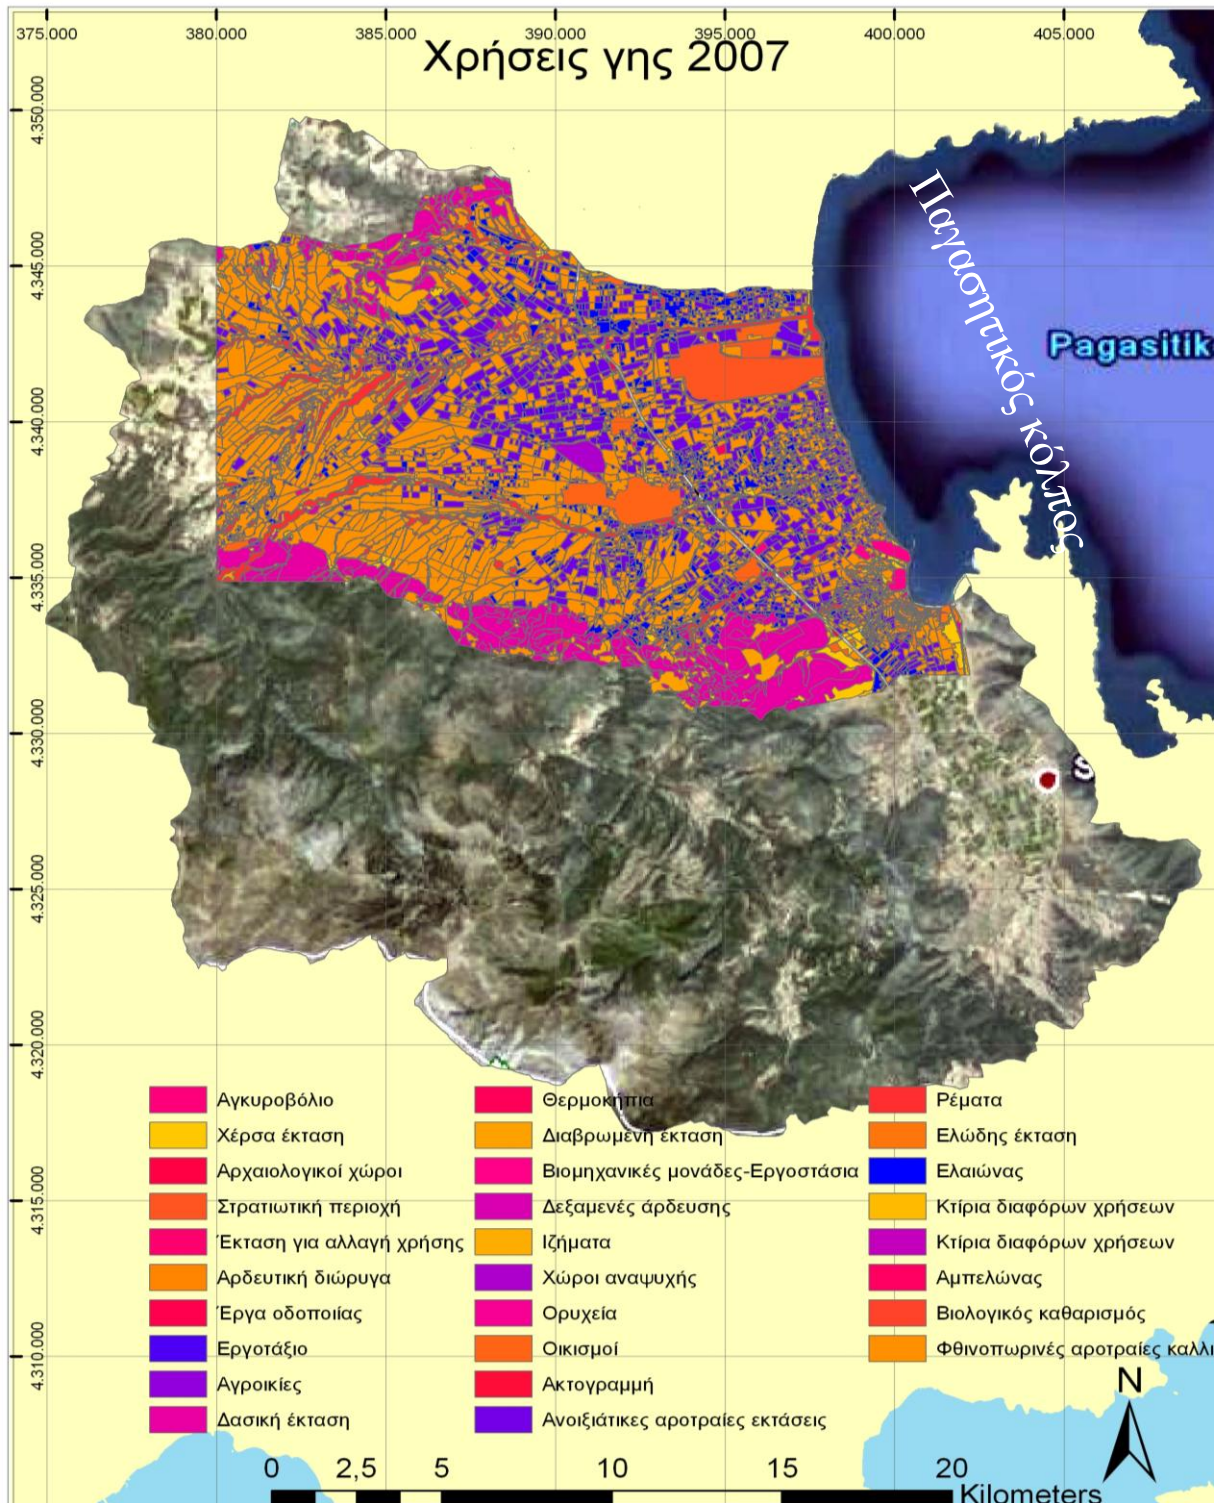 375.000 380.000 385.000 390.000 395.000 400.000 405.000
Χρήσεις γης 2007
4.350.000
4.345.000
4.340.000
4.335.000
4.330.000
4.325.000
4.320.000
4.315.000
4.310.000
Παγασητικός κόλπος
Pagasitik
S
Αγκυροβόλιο
Χέρσα έκταση
Αρχαιολογικοί χώροι
Στρατιωτική περιοχή
Έκταση για αλλαγή χρήσης
Αρδευτική διώρυγα
Έργα οδοποιίας
Εργοτάξιο
Αγροικίες
Δασική έκταση
Θερμοκήπια
Διαβρωμένη έκταση
Βιομηχανικές μονάδες-Εργοστάσια
Δεξαμενές άρδευσης
Ιζήματα
Χώροι αναψυχής
Ορυχεία
Οικισμοί
Ακτογραμμή
Ανοιξιάτικες αροτραίες εκτάσεις
Ρέματα
Ελώδης έκταση
Ελαιώνας
Κτίρια διαφόρων χρήσεων
Κτίρια διαφόρων χρήσεων
Αμπελώνας
Βιολογικός καθαρισμός
Φθινοπωρινές αροτραίες καλλι
N
0 2,5 5 10 15 20
Kilometers